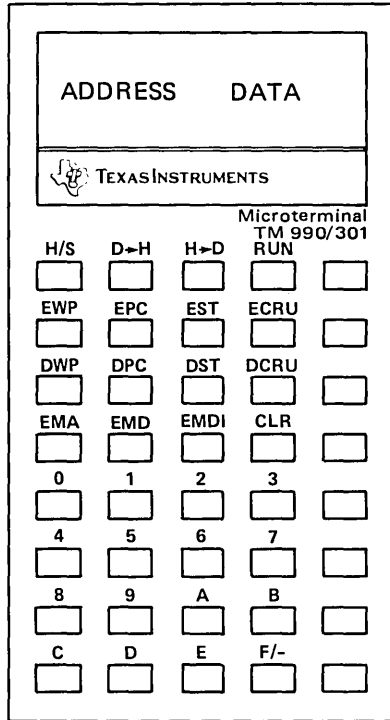 ADDRESS DATA
TEXAS INSTRUMENTS
Microterminal
TM 990/301
H/S D→H H→D RUN
EWP EPC EST ECRU
DWP DPC DST DCRU
EMA EMD EMDI CLR
0 1 2 3
4 5 6 7
8 9 A B
C D E F/-